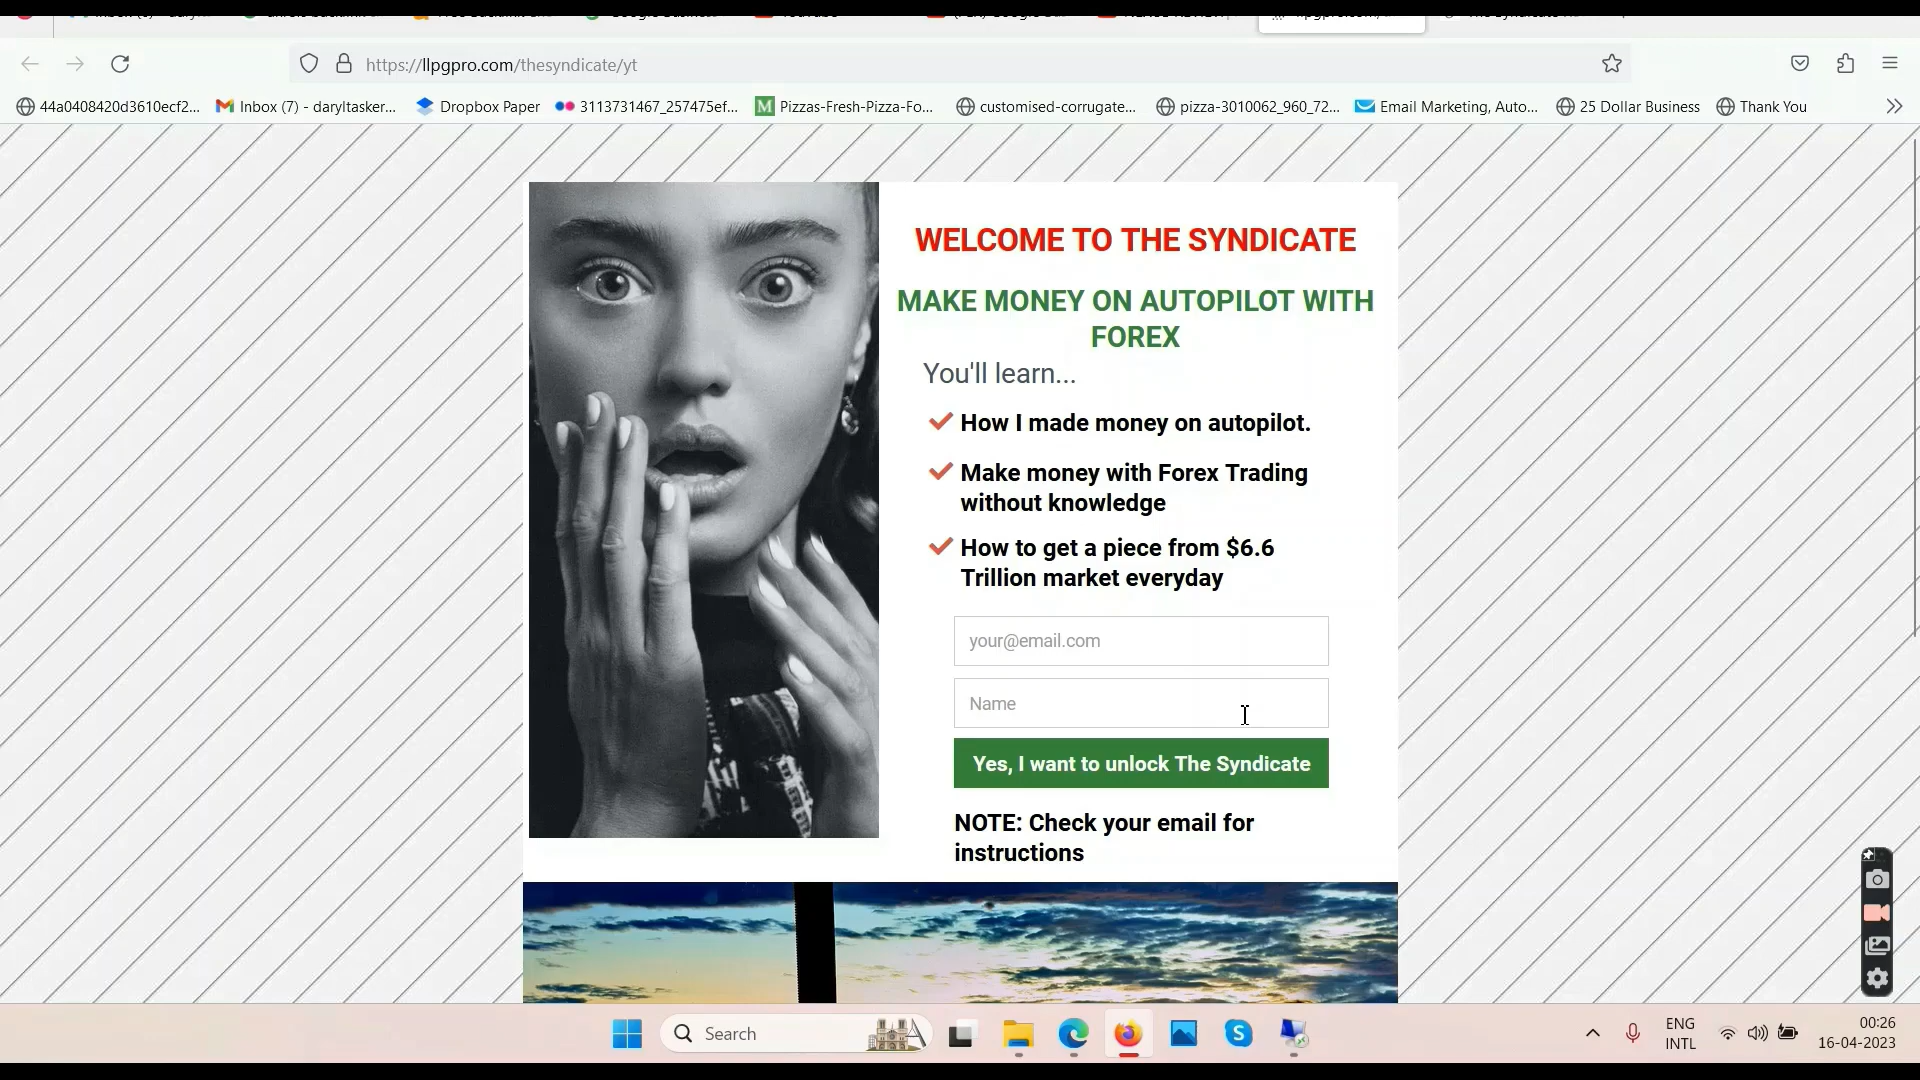 https://llpgpro.com/thesyndicate/yt
44a0408420d3610ecf2...
Inbox (7) - daryltasker...
Dropbox Paper
3113731467_257475ef...
Pizzas-Fresh-Pizza-Fo...
customised-corrugate...
pizza-3010062_960_72...
Email Marketing, Auto...
25 Dollar Business
Thank You
WELCOME TO THE SYNDICATE
MAKE MONEY ON AUTOPILOT WITH
FOREX
You'll learn...
How I made money on autopilot.
Make money with Forex Trading
without knowledge
How to get a piece from $6.6
Trillion market everyday
your@email.com
Name
Yes, I want to unlock The Syndicate
NOTE: Check your email for
instructions
Search
ENG
INTL
00:26
16-04-2023